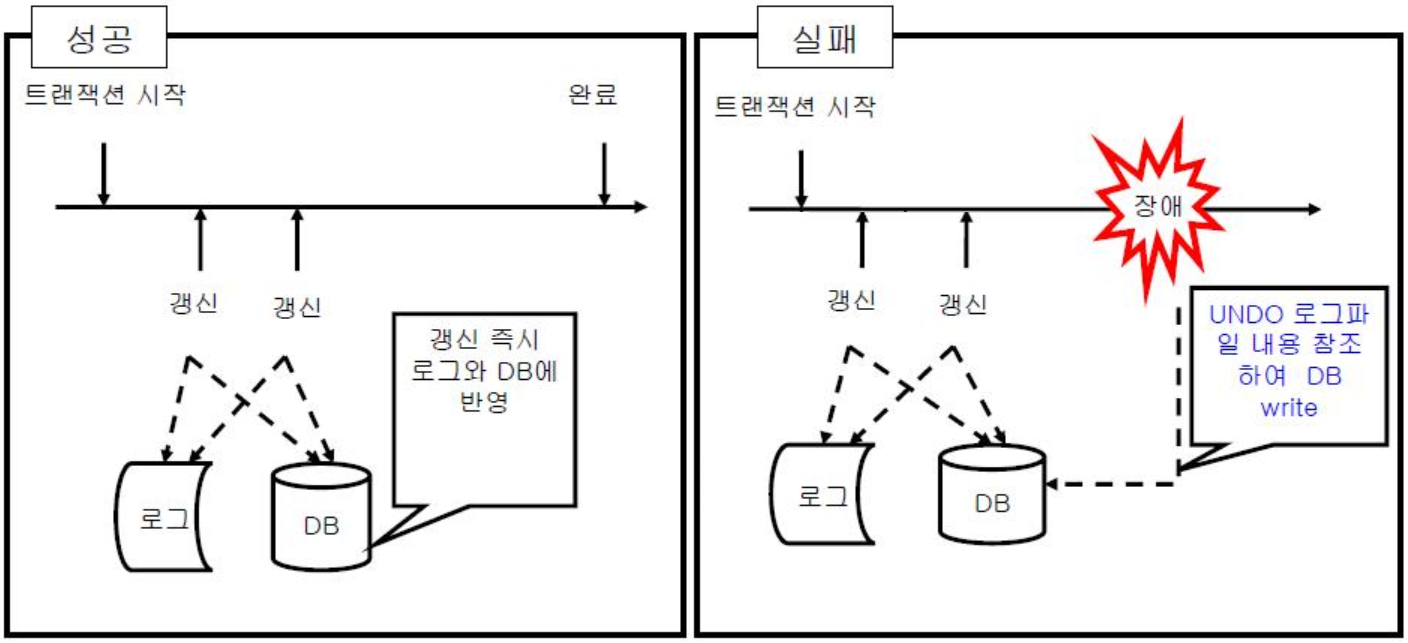 성공
트랜잭션 시작
완료
갱신
갱신
갱신 즉시
로그와 DB에
반영
로그
DB
실패
트랜잭션 시작
장애
갱신
갱신
UNDO 로그파
일 내용 참조
하여 DB
write
로그
DB